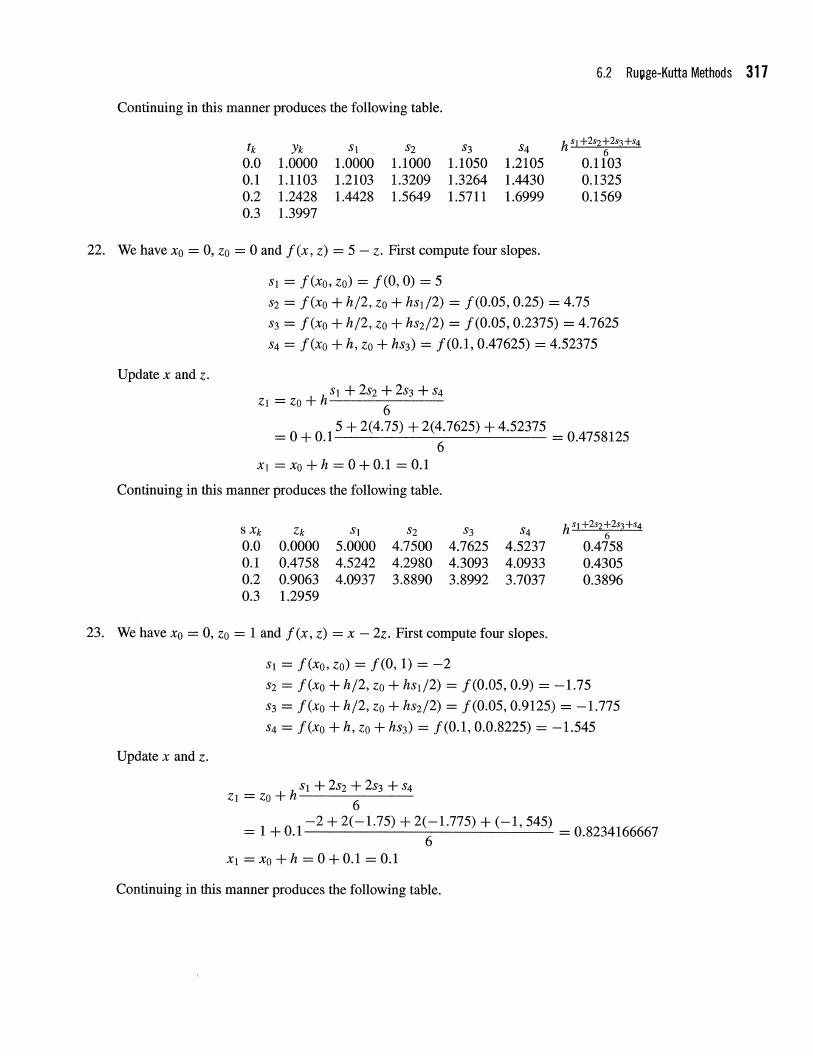 6.2 Runge-Kutta Methods 317
Continuing in this manner produces the following table.
t_k y_k s_1 s_2 s_3 s_4 h (s_1+2s_2+2s_3+s_4)/6
0.0 1.0000 1.0000 1.1000 1.1050 1.2105 0.1103
0.1 1.1103 1.2103 1.3209 1.3264 1.4430 0.1325
0.2 1.2428 1.4428 1.5649 1.5711 1.6999 0.1569
0.3 1.3997
22. We have x_0 = 0, z_0 = 0 and f(x, z) = 5 − z. First compute four slopes.
s_1 = f(x_0, z_0) = f(0, 0) = 5
s_2 = f(x_0 + h/2, z_0 + hs_1/2) = f(0.05, 0.25) = 4.75
s_3 = f(x_0 + h/2, z_0 + hs_2/2) = f(0.05, 0.2375) = 4.7625
s_4 = f(x_0 + h, z_0 + hs_3) = f(0.1, 0.47625) = 4.52375
Update x and z.
z_1 = z_0 + h (s_1 + 2s_2 + 2s_3 + s_4)/6
= 0 + 0.1 (5 + 2(4.75) + 2(4.7625) + 4.52375)/6 = 0.4758125
x_1 = x_0 + h = 0 + 0.1 = 0.1
Continuing in this manner produces the following table.
s x_k z_k s_1 s_2 s_3 s_4 h (s_1+2s_2+2s_3+s_4)/6
0.0 0.0000 5.0000 4.7500 4.7625 4.5237 0.4758
0.1 0.4758 4.5242 4.2980 4.3093 4.0933 0.4305
0.2 0.9063 4.0937 3.8890 3.8992 3.7037 0.3896
0.3 1.2959
23. We have x_0 = 0, z_0 = 1 and f(x, z) = x − 2z. First compute four slopes.
s_1 = f(x_0, z_0) = f(0, 1) = −2
s_2 = f(x_0 + h/2, z_0 + hs_1/2) = f(0.05, 0.9) = −1.75
s_3 = f(x_0 + h/2, z_0 + hs_2/2) = f(0.05, 0.9125) = −1.775
s_4 = f(x_0 + h, z_0 + hs_3) = f(0.1, 0.0.8225) = −1.545
Update x and z.
z_1 = z_0 + h (s_1 + 2s_2 + 2s_3 + s_4)/6
= 1 + 0.1 (−2 + 2(−1.75) + 2(−1.775) + (−1, 545))/6 = 0.8234166667
x_1 = x_0 + h = 0 + 0.1 = 0.1
Continuing in this manner produces the following table.